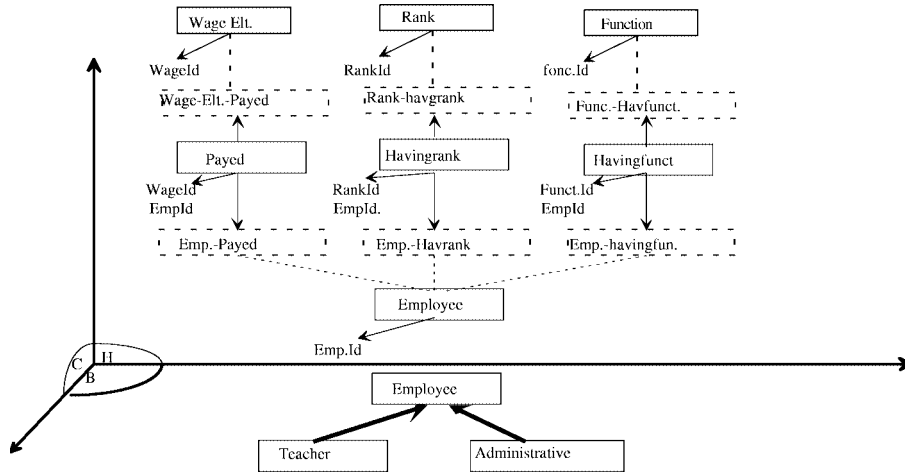 Wage Elt.
Rank
Function
WageId
RankId
fonc.Id
Wage-Elt.-Payed
Rank-havgrank
Func.-Havfunct.
Payed
Havingrank
Havingfunct
WageId
EmpId
RankId
EmpId.
Funct.Id
EmpId
Emp.-Payed
Emp.-Havrank
Emp.-havingfun.
Employee
Emp.Id
C H
B
Employee
Teacher
Administrative